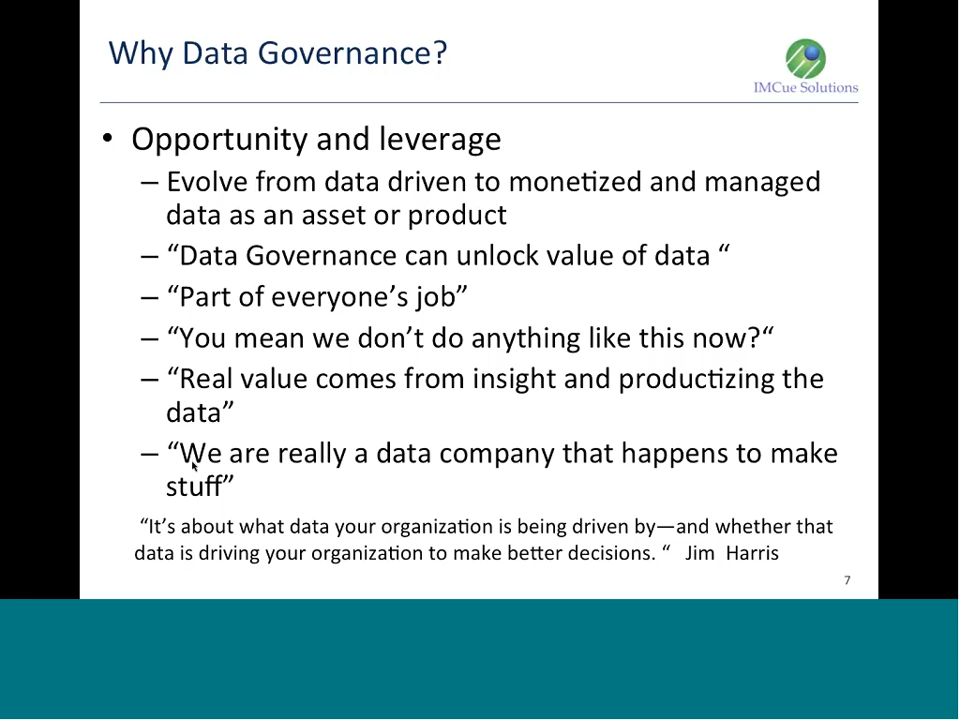 Why Data Governance?
IMCue Solutions
• Opportunity and leverage
– Evolve from data driven to monetized and managed
data as an asset or product
– “Data Governance can unlock value of data “
– “Part of everyone’s job”
– “You mean we don’t do anything like this now?“
– “Real value comes from insight and productizing the
data”
– “We are really a data company that happens to make
stuff”
“It’s about what data your organization is being driven by—and whether that
data is driving your organization to make better decisions. “ Jim Harris
7